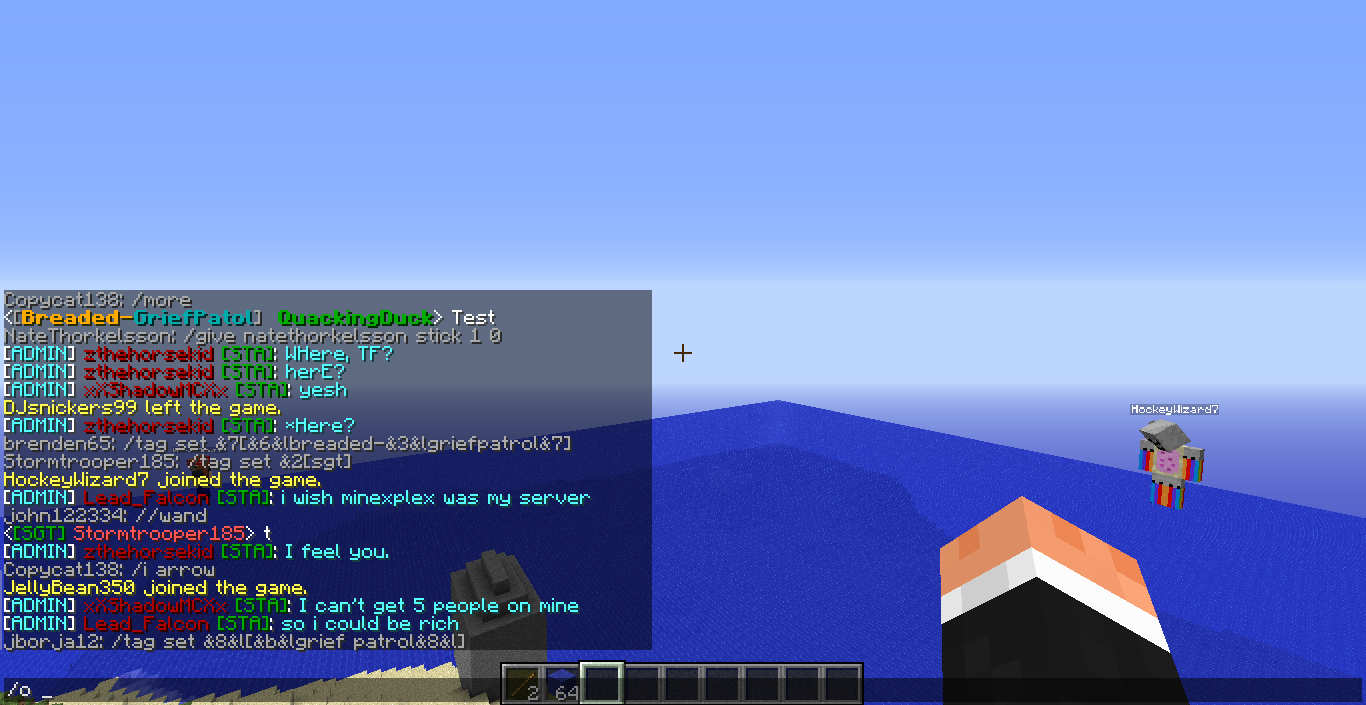 Copycat138: /more
<[Breaded-GriefPatol] QuackingDuck> Test
NateThorkelsson: /give natethorkelsson stick 1 0
[ADMIN] zthehorsekid [STA]: WHere, TF?
[ADMIN] zthehorsekid [STA]: herE?
[ADMIN] xXShadowMCXx [STA]: yesh
DJsnickers99 left the game.
[ADMIN] zthehorsekid [STA]: *Here?
brenden65: /tag set &7[&6&lbreaded-&3&lgriefpatrol&7]
Stormtrooper185: /tag set &2[sgt]
HockeyWizard7 joined the game.
[ADMIN] Lead_Falcon [STA]: i wish minexplex was my server
john122334: //wand
<[SGT] Stormtrooper185> t
[ADMIN] zthehorsekid [STA]: I feel you.
Copycat138: /i arrow
JellyBean350 joined the game.
[ADMIN] xXShadowMCXx [STA]: I can't get 5 people on mine
[ADMIN] Lead_Falcon [STA]: so i could be rich
jborja12: /tag set &8&l[&b&lgrief patrol&8&l]
/o _
HockeyWizard7
2
64